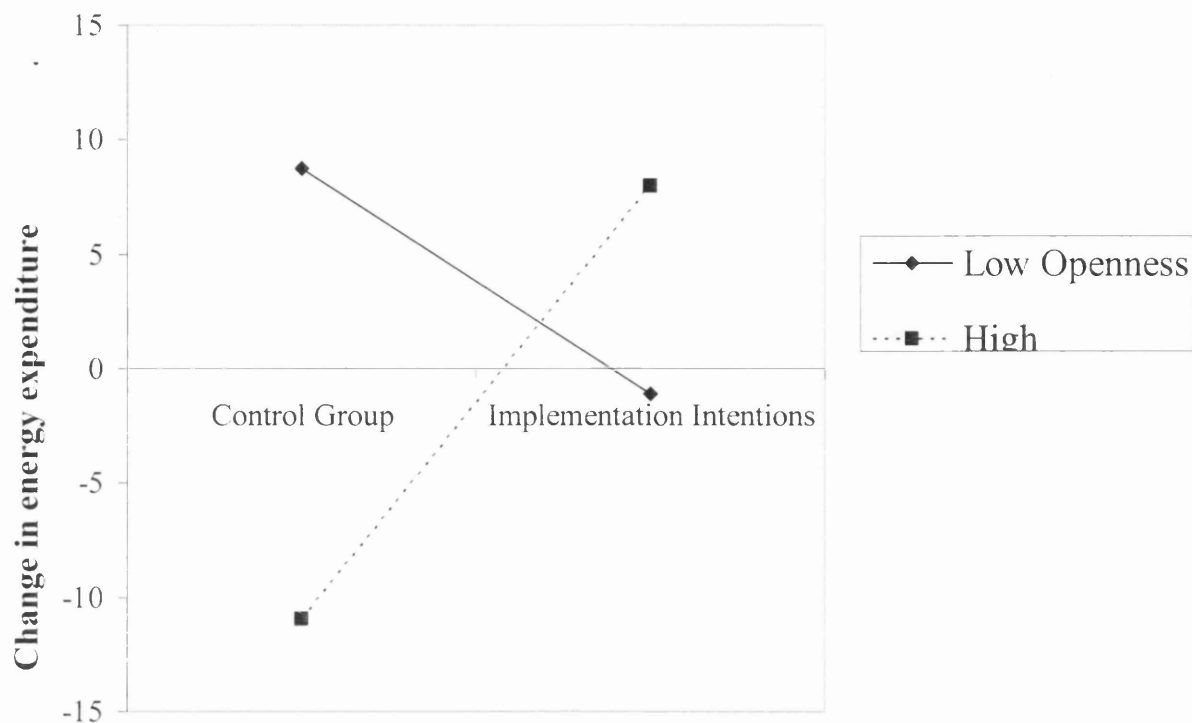 Change in energy expenditure
15
10
5
0
-5
-10
-15
Control Group
Implementation Intentions
Low Openness
High